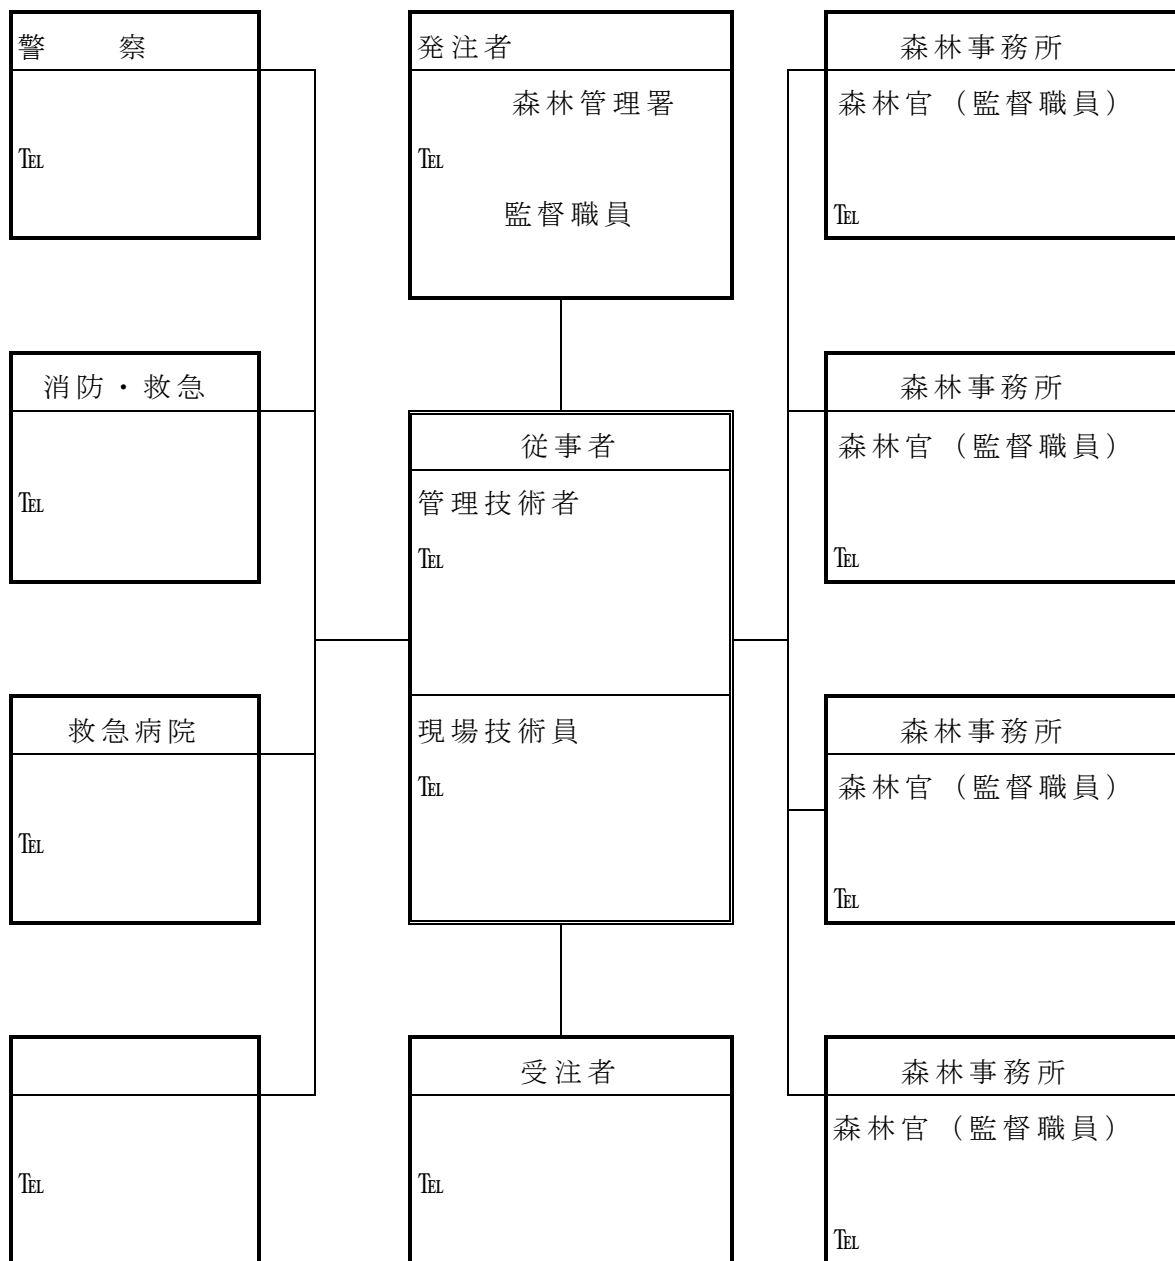 警　　察
℡
発注者
森林管理署
℡
監督職員
森林事務所
森林官（監督職員）
℡
消防・救急
℡
従事者
管理技術者
℡
現場技術員
℡
森林事務所
森林官（監督職員）
℡
救急病院
℡
森林事務所
森林官（監督職員）
℡
℡
受注者
℡
森林事務所
森林官（監督職員）
℡